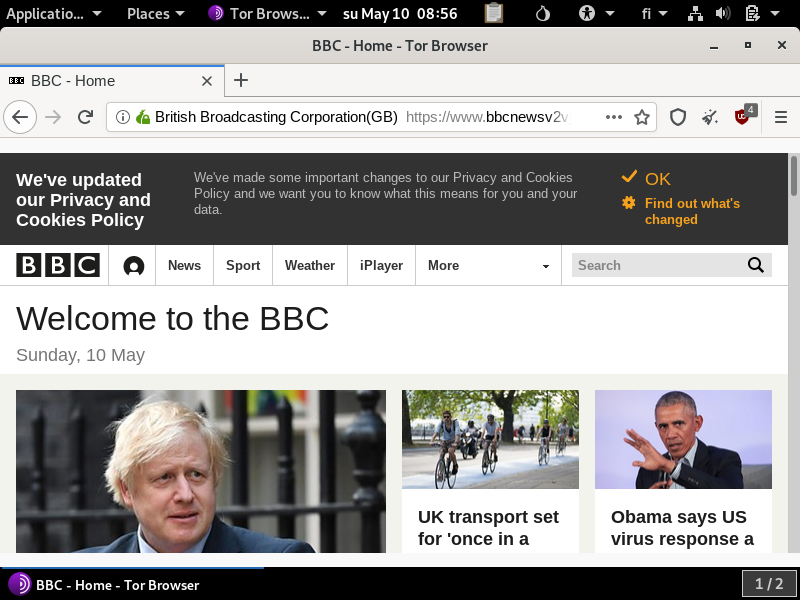 Applicatio... Places Tor Brows... su May 10 08:56 fi
BBC - Home - Tor Browser
BBC BBC - Home
British Broadcasting Corporation(GB) https://www.bbcnewsv2v
4
We've updated
our Privacy and
Cookies Policy
We've made some important changes to our Privacy and Cookies
Policy and we want you to know what this means for you and your
data.
OK
Find out what's
changed
BBC News Sport Weather iPlayer More Search
Welcome to the BBC
Sunday, 10 May
UK transport set
for 'once in a
Obama says US
virus response a
BBC - Home - Tor Browser 1 / 2